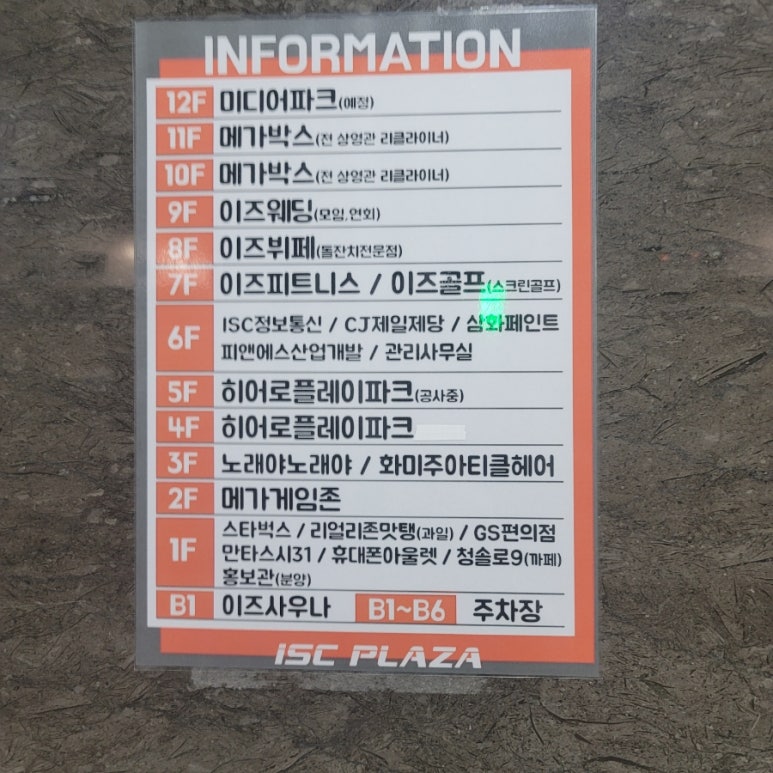 INFORMATION
12F 미디어파크(예정)
11F 메가박스(전 상영관 리클라이너)
10F 메가박스(전 상영관 리클라이너)
9F 이즈웨딩(모임,연회)
8F 이즈뷔페(돌잔치전문점)
7F 이즈피트니스 / 이즈골프(스크린골프)
6F ISC정보통신 / CJ제일제당 / 삼화페인트
피앤에스산업개발 / 관리사무실
5F 히어로플레이파크(공사중)
4F 히어로플레이파크
3F 노래야노래야 / 화미주아티클헤어
2F 메가게임존
1F 스타벅스 / 리얼리존맛탱(과일) / GS편의점
만타스시31 / 휴대폰아울렛 / 청솔로9(까페)
홍보관(분양)
B1 이즈사우나 B1~B6 주차장
ISC PLAZA